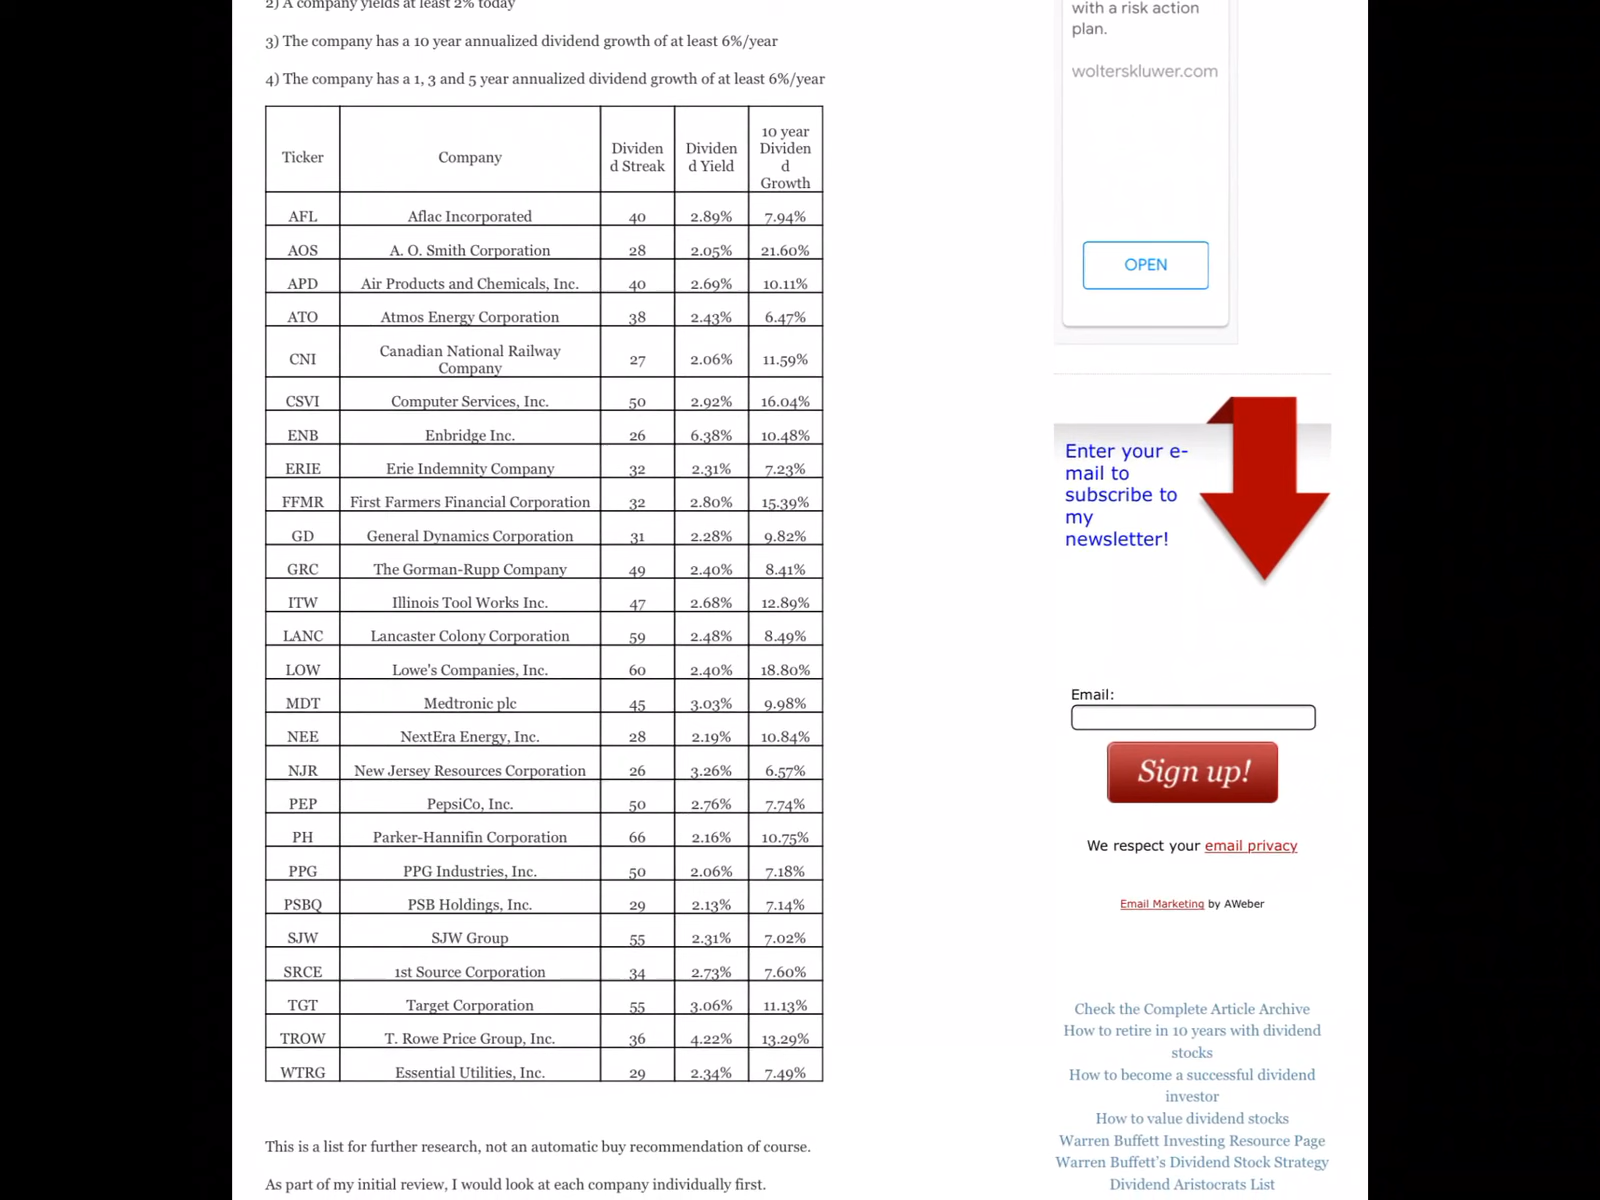 2) A company yields at least 2% today
3) The company has a 10 year annualized dividend growth of at least 6%/year
4) The company has a 1, 3 and 5 year annualized dividend growth of at least 6%/year
Ticker Company Dividen d Streak Dividen d Yield 10 year Dividen d Growth
AFL Aflac Incorporated 40 2.89% 7.94%
AOS A. O. Smith Corporation 28 2.05% 21.60%
APD Air Products and Chemicals, Inc. 40 2.69% 10.11%
ATO Atmos Energy Corporation 38 2.43% 6.47%
CNI Canadian National Railway Company 27 2.06% 11.59%
CSVI Computer Services, Inc. 50 2.92% 16.04%
ENB Enbridge Inc. 26 6.38% 10.48%
ERIE Erie Indemnity Company 32 2.31% 7.23%
FFMR First Farmers Financial Corporation 32 2.80% 15.39%
GD General Dynamics Corporation 31 2.28% 9.82%
GRC The Gorman-Rupp Company 49 2.40% 8.41%
ITW Illinois Tool Works Inc. 47 2.68% 12.89%
LANC Lancaster Colony Corporation 59 2.48% 8.49%
LOW Lowe's Companies, Inc. 60 2.40% 18.80%
MDT Medtronic plc 45 3.03% 9.98%
NEE NextEra Energy, Inc. 28 2.19% 10.84%
NJR New Jersey Resources Corporation 26 3.26% 6.57%
PEP PepsiCo, Inc. 50 2.76% 7.74%
PH Parker-Hannifin Corporation 66 2.16% 10.75%
PPG PPG Industries, Inc. 50 2.06% 7.18%
PSBQ PSB Holdings, Inc. 29 2.13% 7.14%
SJW SJW Group 55 2.31% 7.02%
SRCE 1st Source Corporation 34 2.73% 7.60%
TGT Target Corporation 55 3.06% 11.13%
TROW T. Rowe Price Group, Inc. 36 4.22% 13.29%
WTRG Essential Utilities, Inc. 29 2.34% 7.49%
This is a list for further research, not an automatic buy recommendation of course.
As part of my initial review, I would look at each company individually first.
with a risk action
plan.
wolterskluwer.com
OPEN
Enter your e-
mail to
subscribe to
my
newsletter!
Email:
Sign up!
We respect your email privacy
Email Marketing by AWeber
Check the Complete Article Archive
How to retire in 10 years with dividend
stocks
How to become a successful dividend
investor
How to value dividend stocks
Warren Buffett Investing Resource Page
Warren Buffett's Dividend Stock Strategy
Dividend Aristocrats List